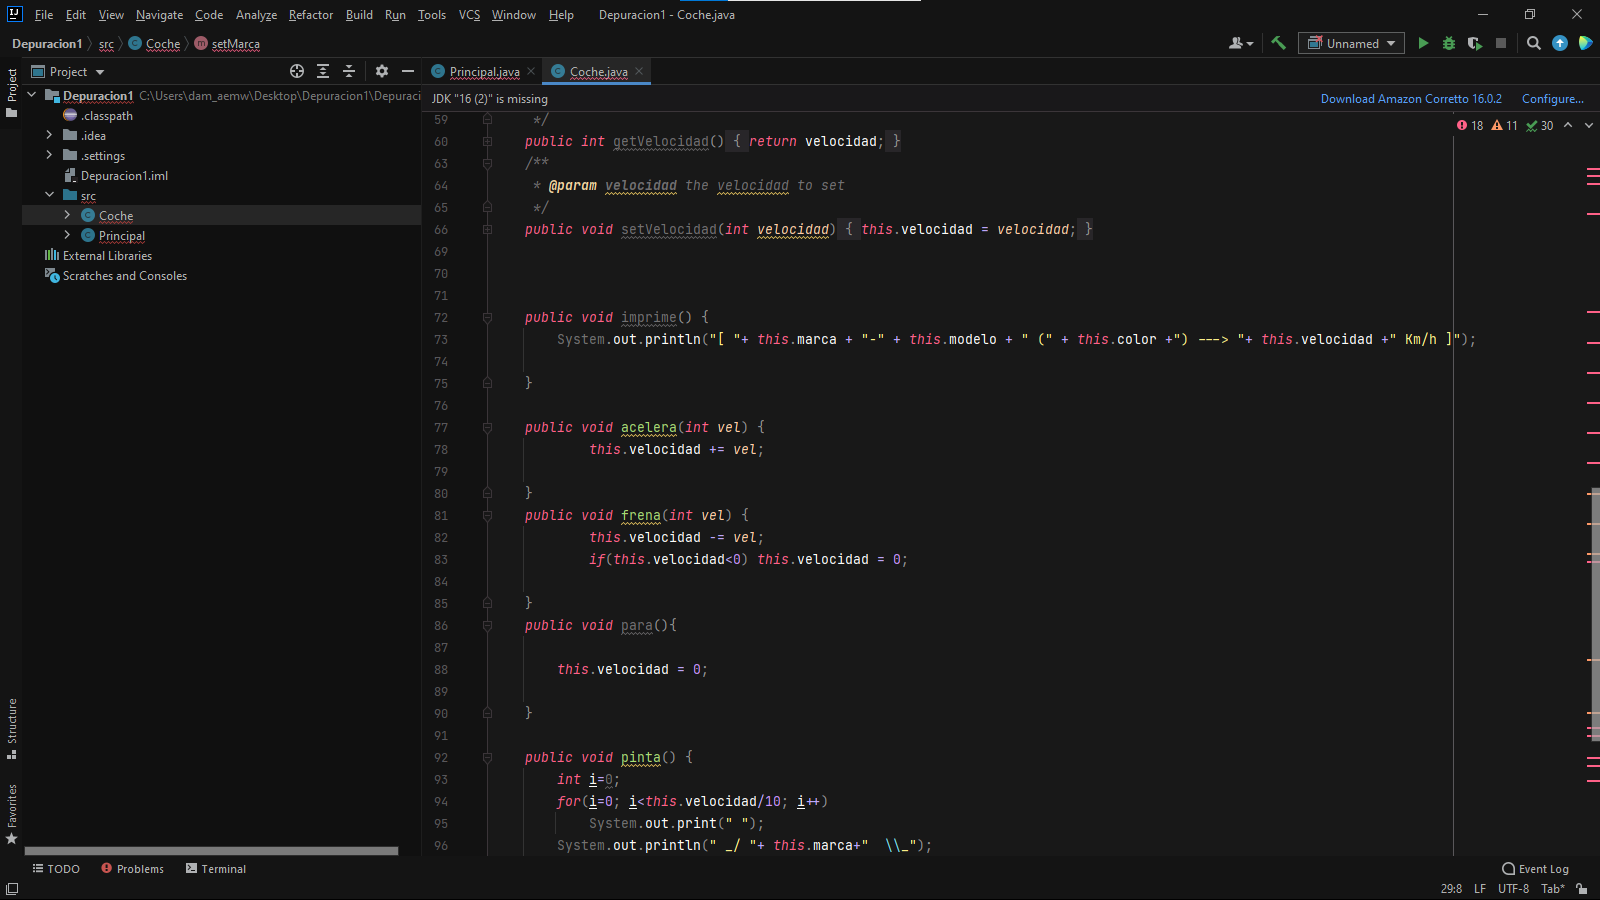 File Edit View Navigate Code Analyze Refactor Build Run Tools VCS Window Help Depuracion1 - Coche.java
Depuracion1 src Coche setMarca Unnamed
Project Principal.java Coche.java
Project
Depuracion1 C:\Users\dam_aemw\Desktop\Depuracion1\Depuraci
.classpath
.idea
.settings
Depuracion1.iml
src
Coche
Principal
External Libraries
Scratches and Consoles
JDK "16 (2)" is missing Download Amazon Corretto 16.0.2 Configure...
18 11 30
59 */
60 public int getVelocidad() { return velocidad; }
63 /**
64 * @param velocidad the velocidad to set
65 */
66 public void setVelocidad(int velocidad) { this.velocidad = velocidad; }
69
70
71
72 public void imprime() {
73 System.out.println("[ "+ this.marca + "-" + this.modelo + " (" + this.color +") ---> "+ this.velocidad +" Km/h ]");
74
75 }
76
77 public void acelera(int vel) {
78 this.velocidad += vel;
79
80 }
81 public void frena(int vel) {
82 this.velocidad -= vel;
83 if(this.velocidad<0) this.velocidad = 0;
84
85 }
86 public void para(){
87
88 this.velocidad = 0;
89
90 }
91
92 public void pinta() {
93 int i=0;
94 for(i=0; i<this.velocidad/10; i++)
95 System.out.print(" ");
96 System.out.println(" _/ "+ this.marca+"  \\_");
Structure
Favorites
TODO Problems Terminal Event Log
29:8 LF UTF-8 Tab*